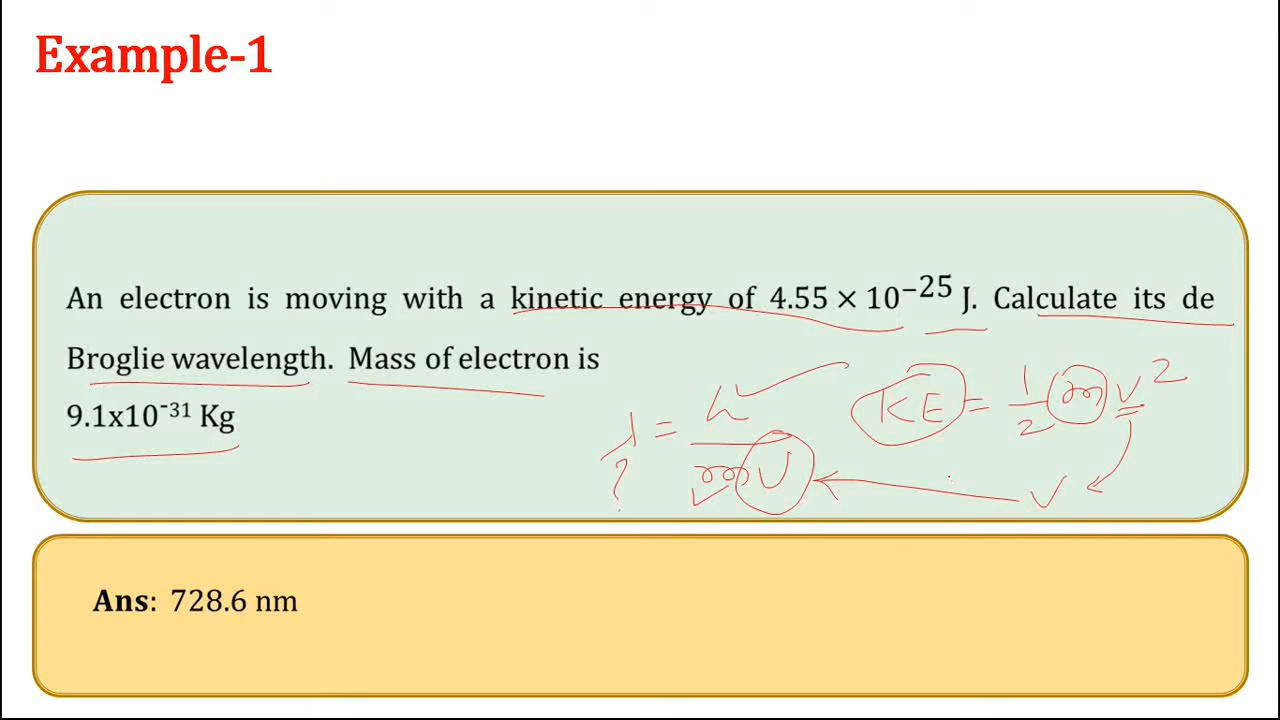 Example-1
An electron is moving with a kinetic energy of 4.55 × 10⁻²⁵ J. Calculate its de
Broglie wavelength. Mass of electron is
9.1x10⁻³¹ Kg
λ = h / mv
?
KE = 1/2 m v²
v
Ans: 728.6 nm